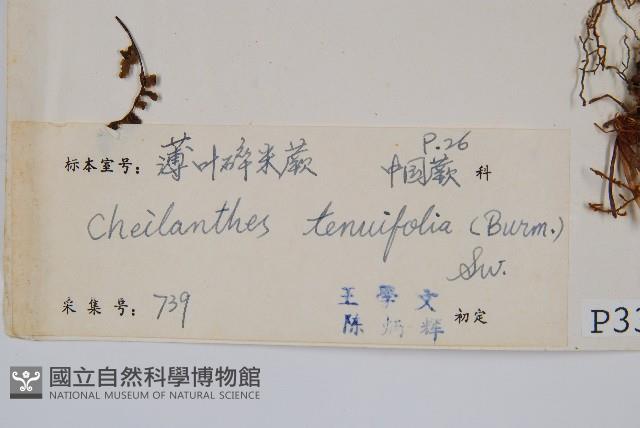 P.26
标本室号：薄叶碎米蕨 中国蕨 科
Cheilanthes tenuifolia (Burm.)
Sw.
采集号：739
王學文
陈炳辉 初定
P33
國立自然科學博物館
NATIONAL MUSEUM OF NATURAL SCIENCE